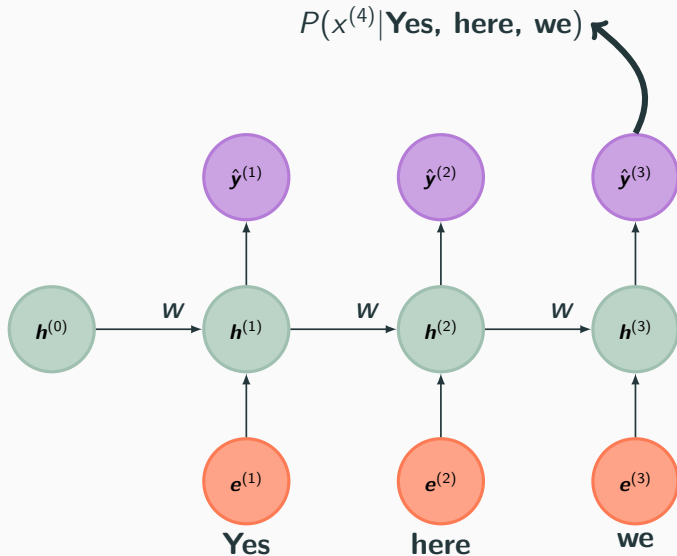 P(x^(4)|Yes, here, we)
ŷ^(1) ŷ^(2) ŷ^(3)
W W W
h^(0) h^(1) h^(2) h^(3)
e^(1) e^(2) e^(3)
Yes here we